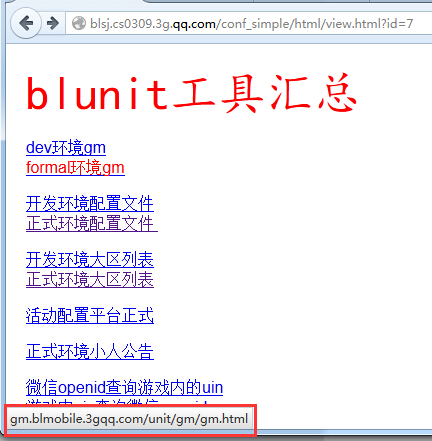 blsj.cs0309.3g.qq.com/conf_simple/html/view.html?id=7
blunit工具汇总
dev环境gm
formal环境gm
开发环境配置文件
正式环境配置文件
开发环境大区列表
正式环境大区列表
活动配置平台正式
正式环境小人公告
微信openid查询游戏内的uin
gm.blmobile.3gqq.com/unit/gm/gm.html